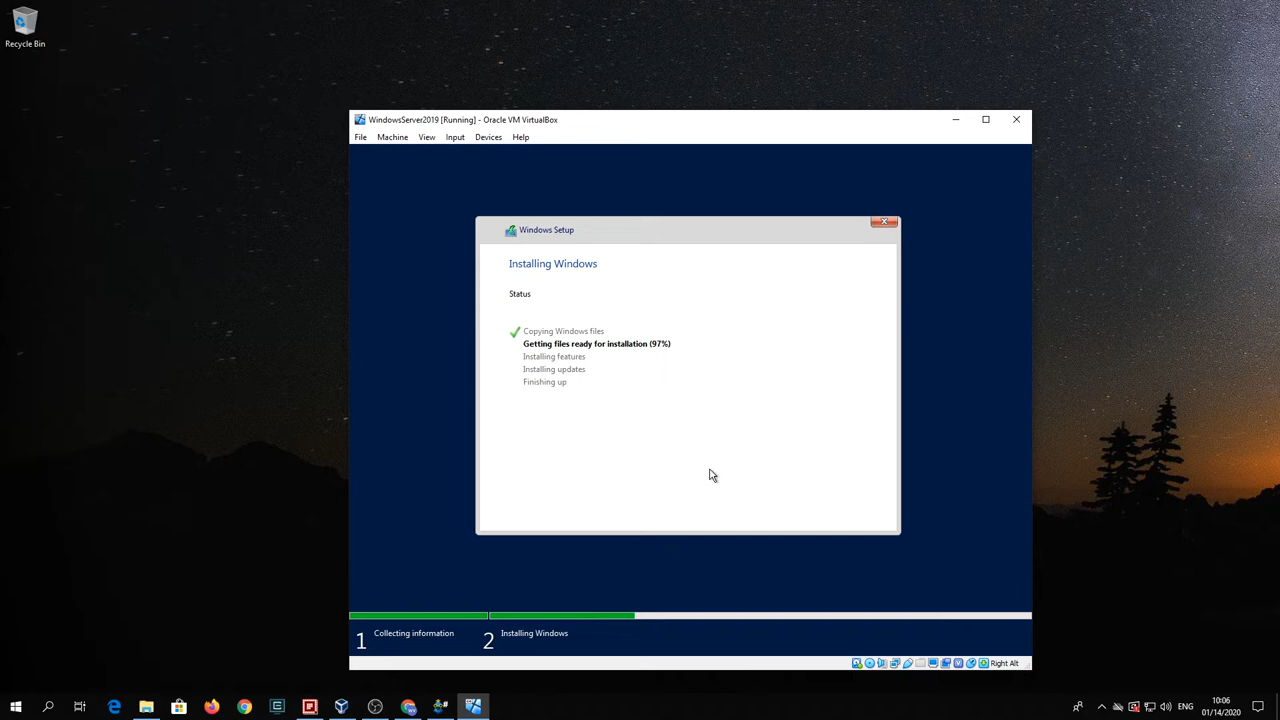 Recycle Bin
WindowsServer2019 [Running] - Oracle VM VirtualBox
File Machine View Input Devices Help
Windows Setup
Installing Windows
Status
Copying Windows files
Getting files ready for installation (97%)
Installing features
Installing updates
Finishing up
1 Collecting information 2 Installing Windows
Right Alt
ENG
10:06
01/14/2020